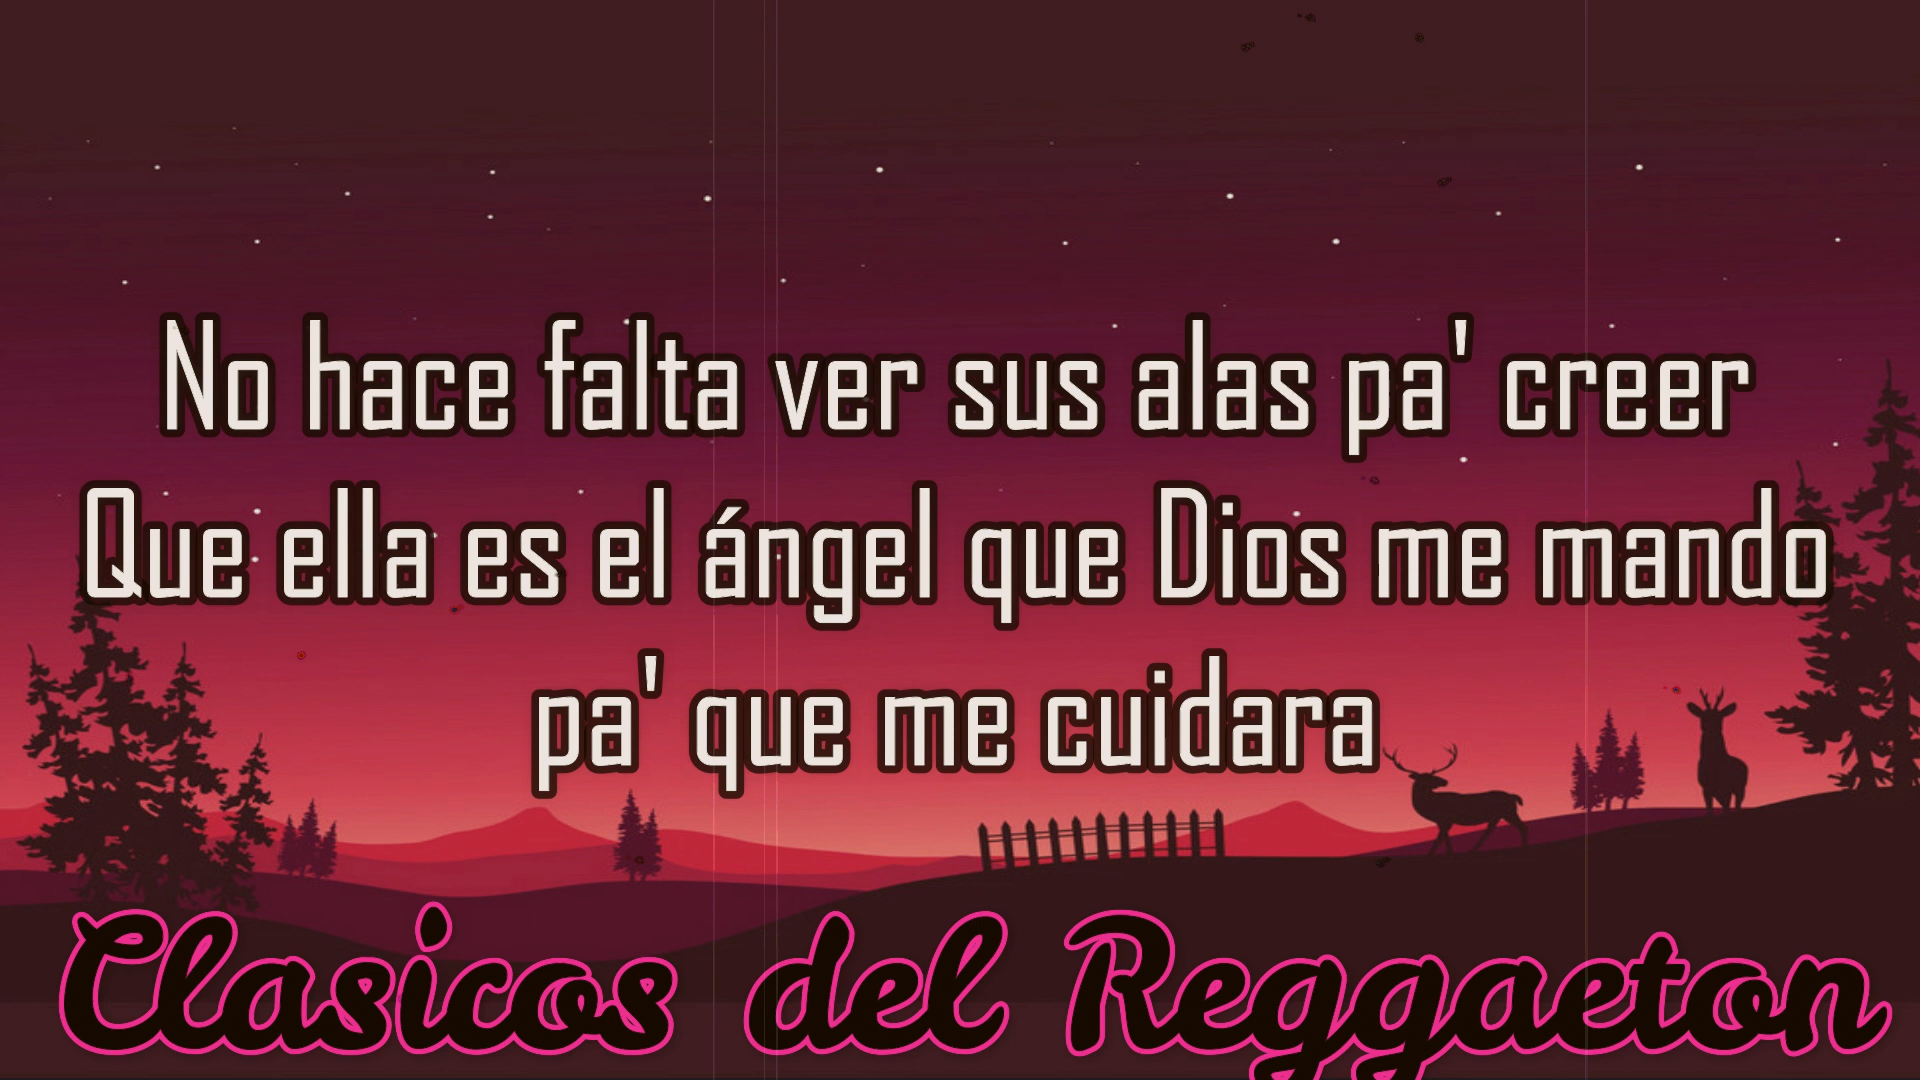 No hace falta ver sus alas pa' creer
Que ella es el ángel que Dios me mando
pa' que me cuidara
Clasicos del Reggaeton